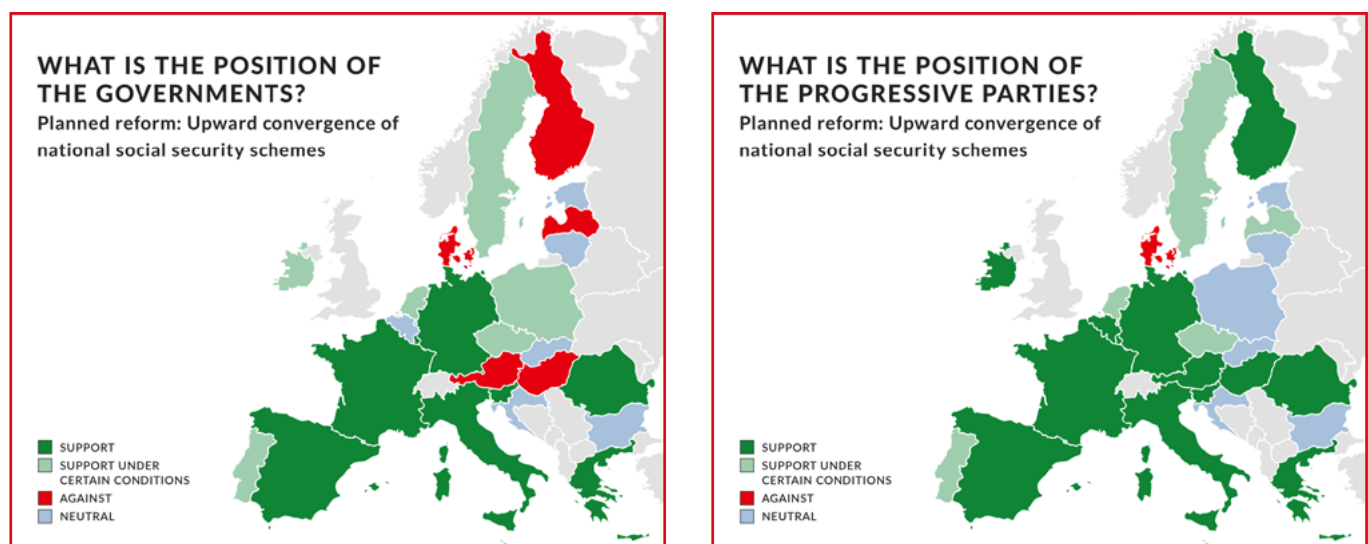 WHAT IS THE POSITION OF
THE GOVERNMENTS?
Planned reform: Upward convergence of
national social security schemes
SUPPORT
SUPPORT UNDER
CERTAIN CONDITIONS
AGAINST
NEUTRAL
WHAT IS THE POSITION OF
THE PROGRESSIVE PARTIES?
Planned reform: Upward convergence of
national social security schemes
SUPPORT
SUPPORT UNDER
CERTAIN CONDITIONS
AGAINST
NEUTRAL